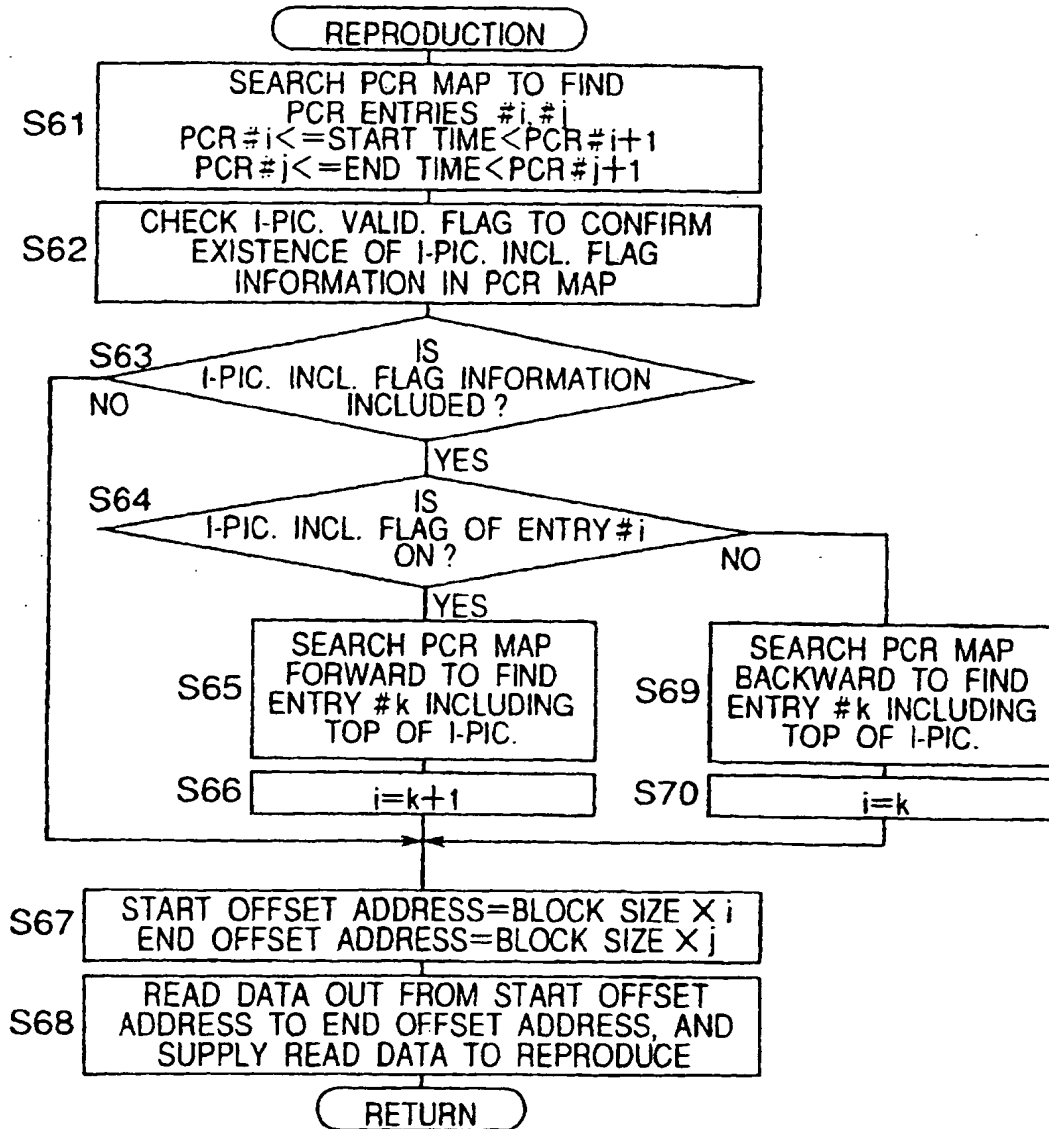 REPRODUCTION
S61
SEARCH PCR MAP TO FIND
PCR ENTRIES #i, #j
PCR#i<=START TIME<PCR#i+1
PCR#j<=END TIME<PCR#j+1
S62
CHECK I-PIC. VALID. FLAG TO CONFIRM
EXISTENCE OF I-PIC. INCL. FLAG
INFORMATION IN PCR MAP
S63
IS
I-PIC. INCL. FLAG INFORMATION
INCLUDED ?
NO
YES
S64
IS
I-PIC. INCL. FLAG OF ENTRY#i
ON ?
NO
YES
S65
SEARCH PCR MAP
FORWARD TO FIND
ENTRY #k INCLUDING
TOP OF I-PIC.
S69
SEARCH PCR MAP
BACKWARD TO FIND
ENTRY #k INCLUDING
TOP OF I-PIC.
S66
i=k+1
S70
i=k
S67
START OFFSET ADDRESS=BLOCK SIZE X i
END OFFSET ADDRESS=BLOCK SIZE X j
S68
READ DATA OUT FROM START OFFSET
ADDRESS TO END OFFSET ADDRESS, AND
SUPPLY READ DATA TO REPRODUCE
RETURN